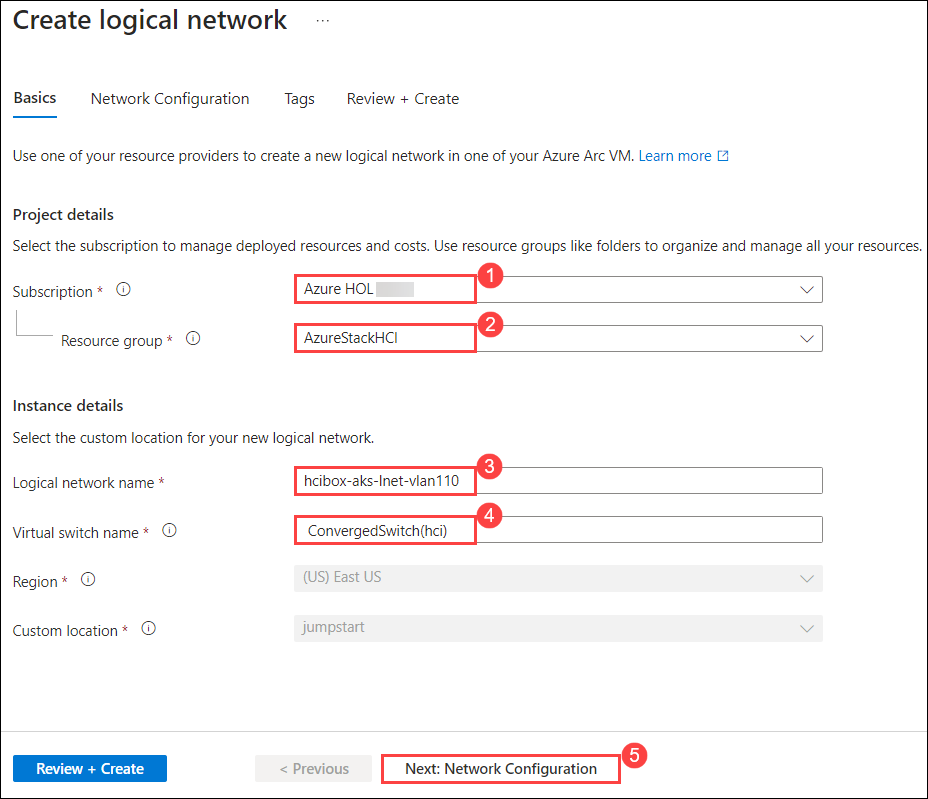 Create logical network ...
Basics Network Configuration Tags Review + Create
Use one of your resource providers to create a new logical network in one of your Azure Arc VM. Learn more
Project details
Select the subscription to manage deployed resources and costs. Use resource groups like folders to organize and manage all your resources.
1
Subscription * Azure HOL
2
Resource group * AzureStackHCI
Instance details
Select the custom location for your new logical network.
3
Logical network name * hcibox-aks-lnet-vlan110
4
Virtual switch name * ConvergedSwitch(hci)
Region * (US) East US
Custom location * jumpstart
5
Review + Create < Previous Next: Network Configuration